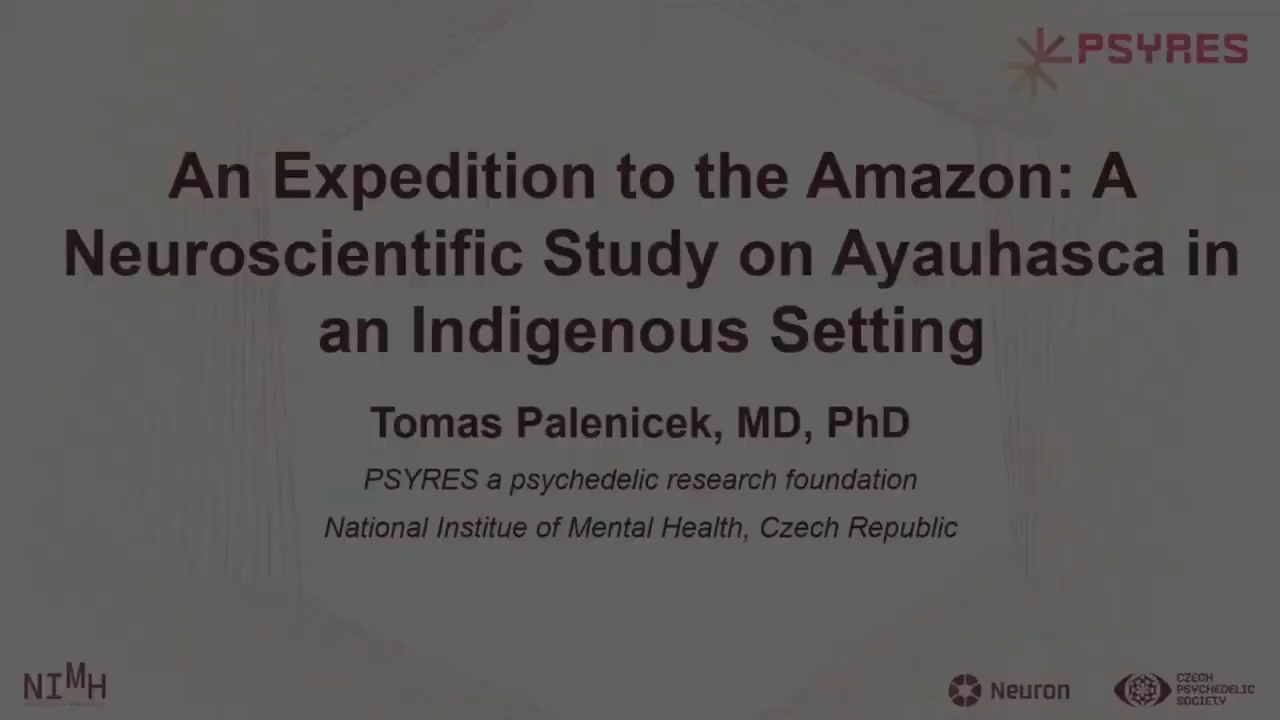 PSYRES
An Expedition to the Amazon: A
Neuroscientific Study on Ayauhasca in
an Indigenous Setting
Tomas Palenicek, MD, PhD
PSYRES a psychedelic research foundation
National Institue of Mental Health, Czech Republic
NIMH
Neuron
CZECH
PSYCHEDELIC
SOCIETY